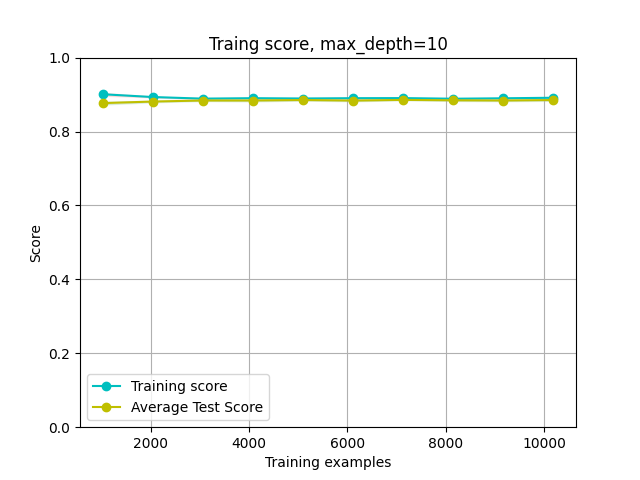 Traing score, max_depth=10
1.0
0.8
0.6
0.4
0.2
0.0
Score
Training score
Average Test Score
2000 4000 6000 8000 10000
Training examples